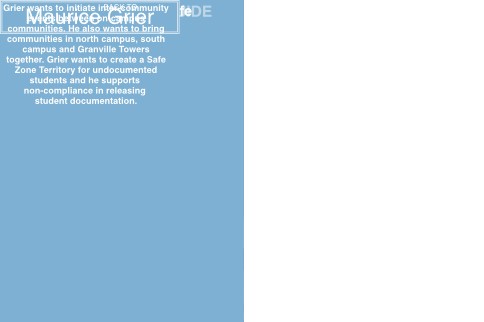 Grier wants to initiate inter-community
Maurice Grier
feDE
communities. He also wants to bring
communities in north campus, south
campus and Granville Towers
together. Grier wants to create a Safe
Zone Territory for undocumented
students and he supports
non-compliance in releasing
student documentation.